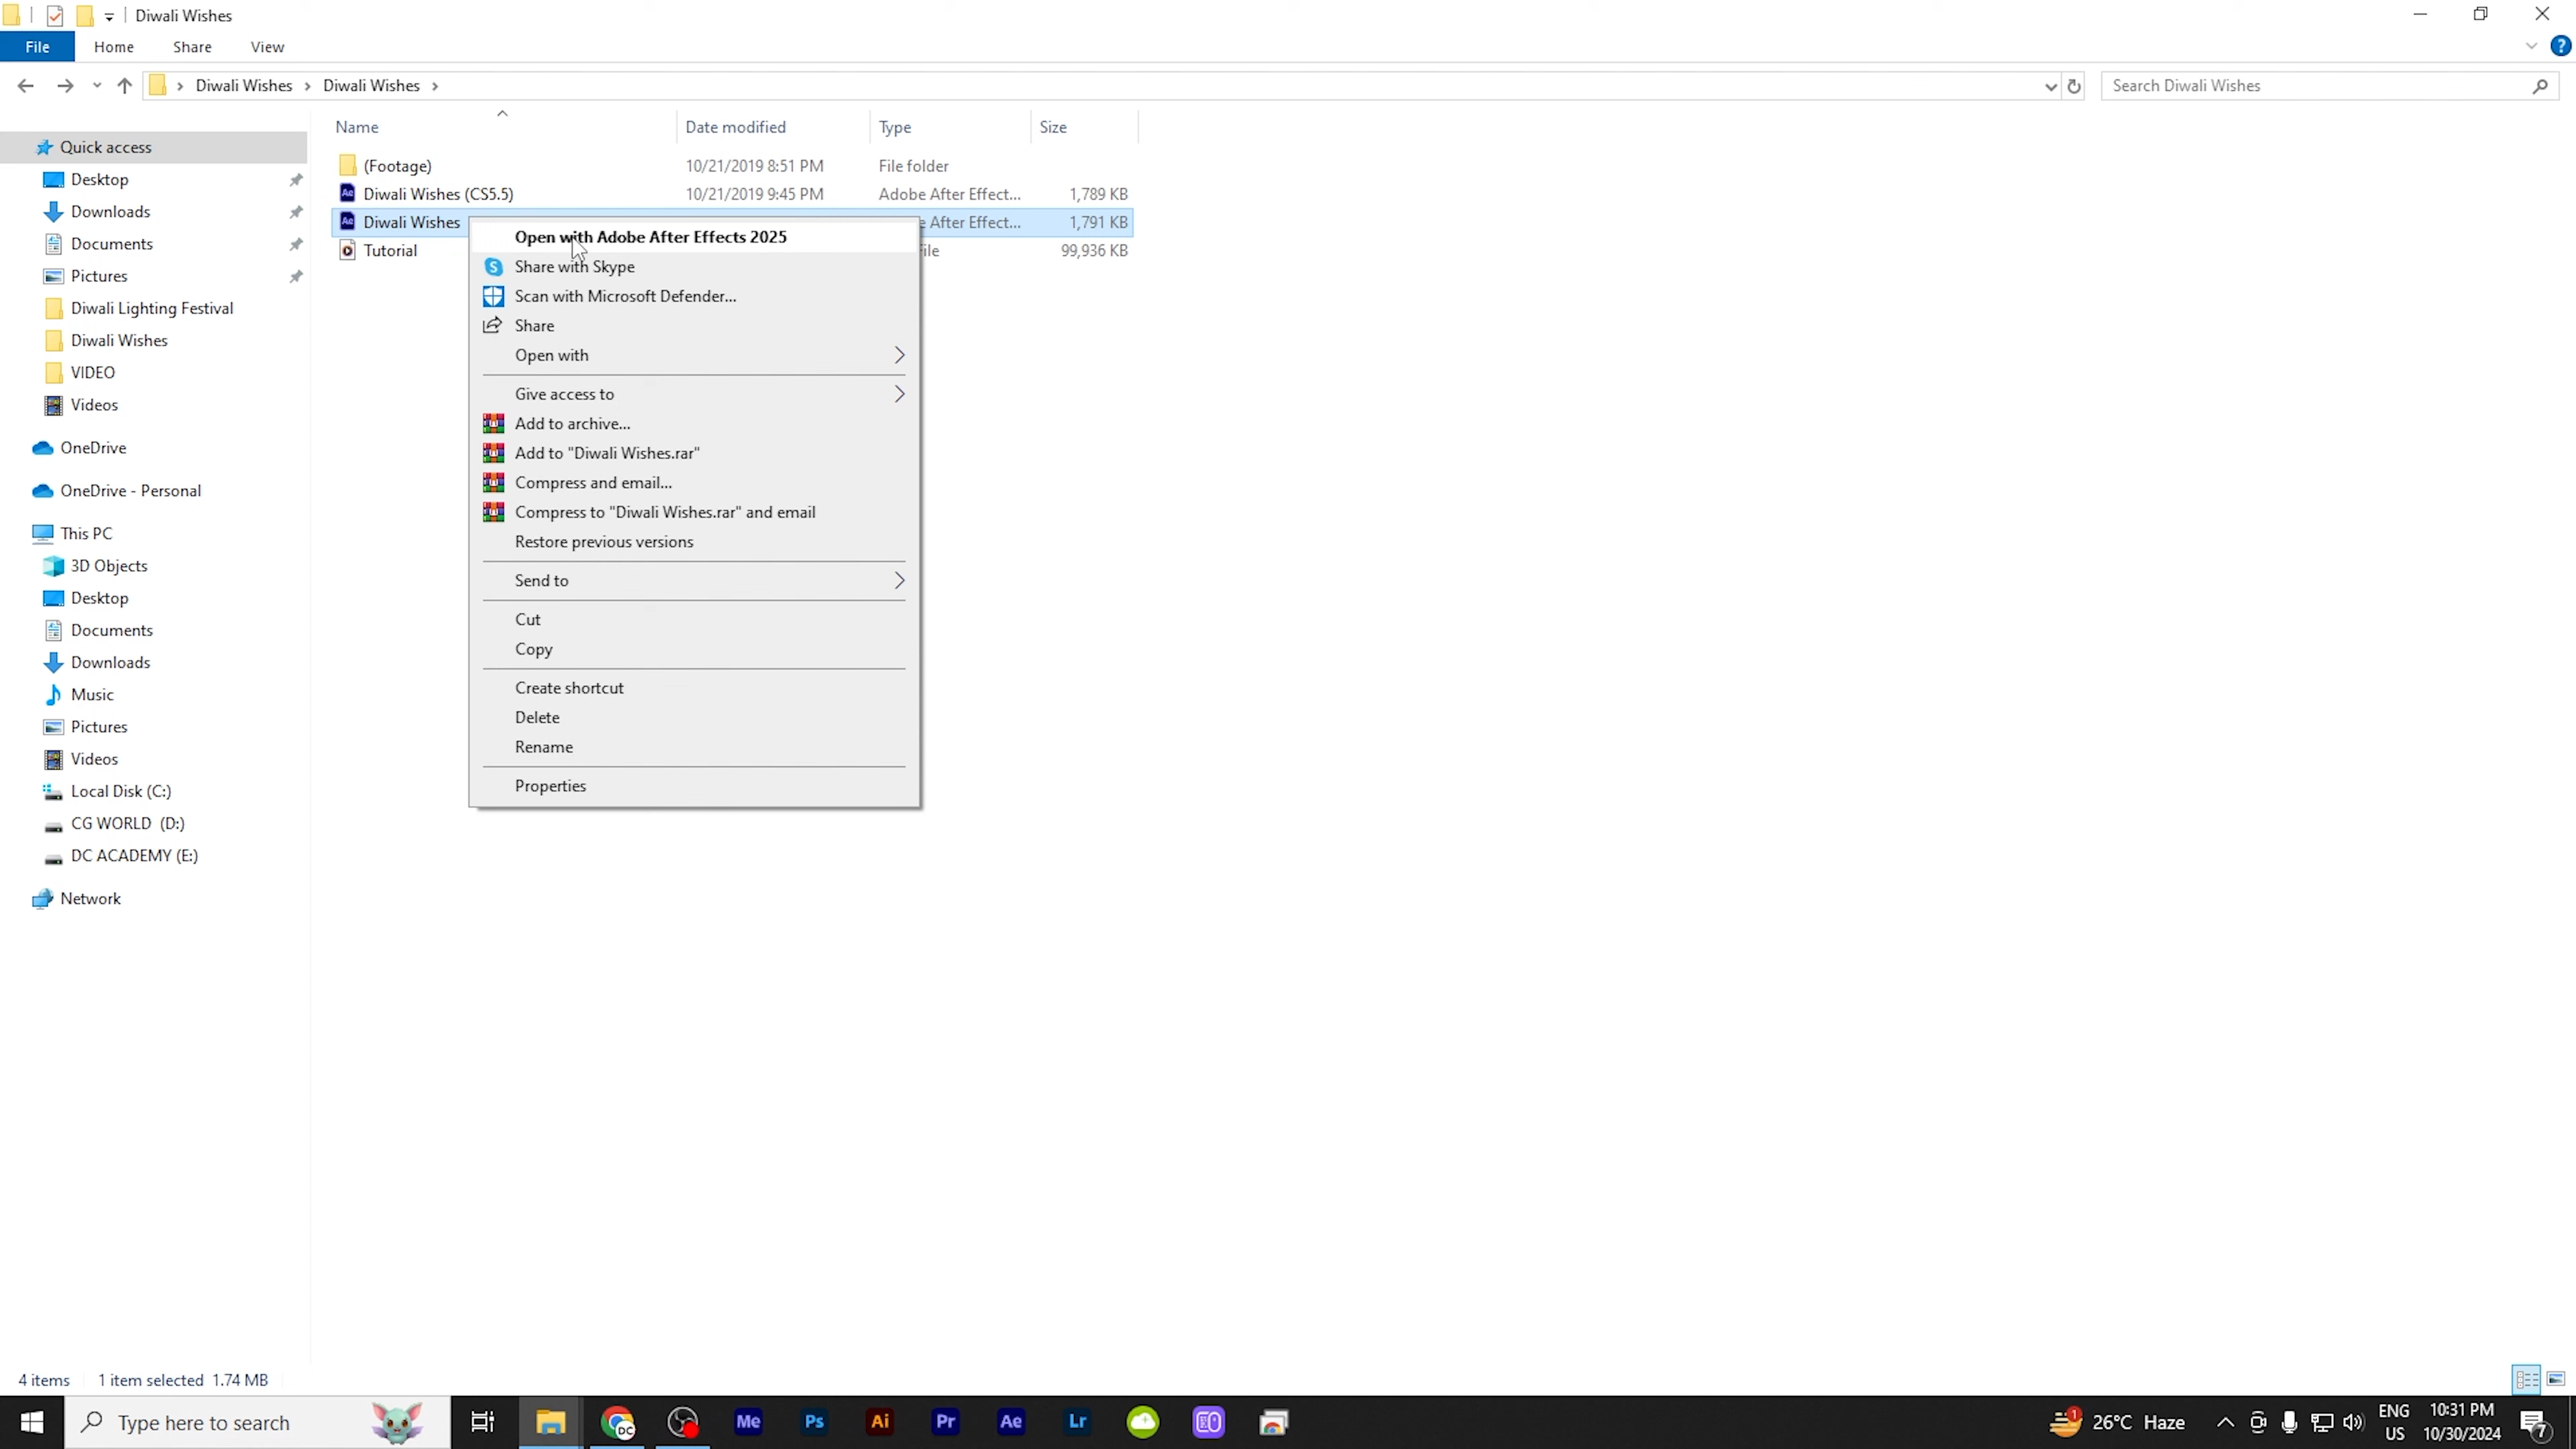 Diwali Wishes
File Home Share View
Diwali Wishes Diwali Wishes
Search Diwali Wishes
Name Date modified Type Size
Quick access
Desktop
Downloads
Documents
Pictures
Diwali Lighting Festival
Diwali Wishes
VIDEO
Videos
OneDrive
OneDrive - Personal
This PC
3D Objects
Desktop
Documents
Downloads
Music
Pictures
Videos
Local Disk (C:)
CG WORLD (D:)
DC ACADEMY (E:)
Network
(Footage) 10/21/2019 8:51 PM File folder
Diwali Wishes (CS5.5) 10/21/2019 9:45 PM Adobe After Effect... 1,789 KB
Diwali Wishes e After Effect... 1,791 KB
Tutorial File 99,936 KB
Open with Adobe After Effects 2025
Share with Skype
Scan with Microsoft Defender...
Share
Open with
Give access to
Add to archive...
Add to "Diwali Wishes.rar"
Compress and email...
Compress to "Diwali Wishes.rar" and email
Restore previous versions
Send to
Cut
Copy
Create shortcut
Delete
Rename
Properties
4 items 1 item selected 1.74 MB
Type here to search
DC
Me Ps Ai Pr Ae Lr
1 26°C Haze
ENG
US
10:31 PM
10/30/2024
7